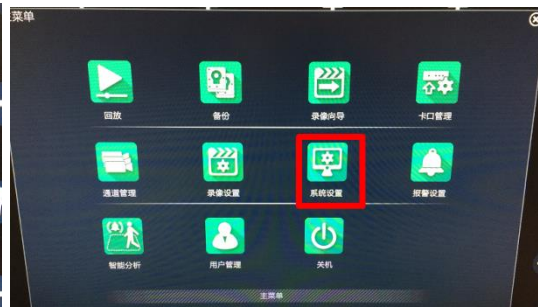 主菜单
回放
备份
录像向导
卡口管理
通道管理
录像设置
系统设置
报警设置
智能分析
用户管理
关机
主菜单